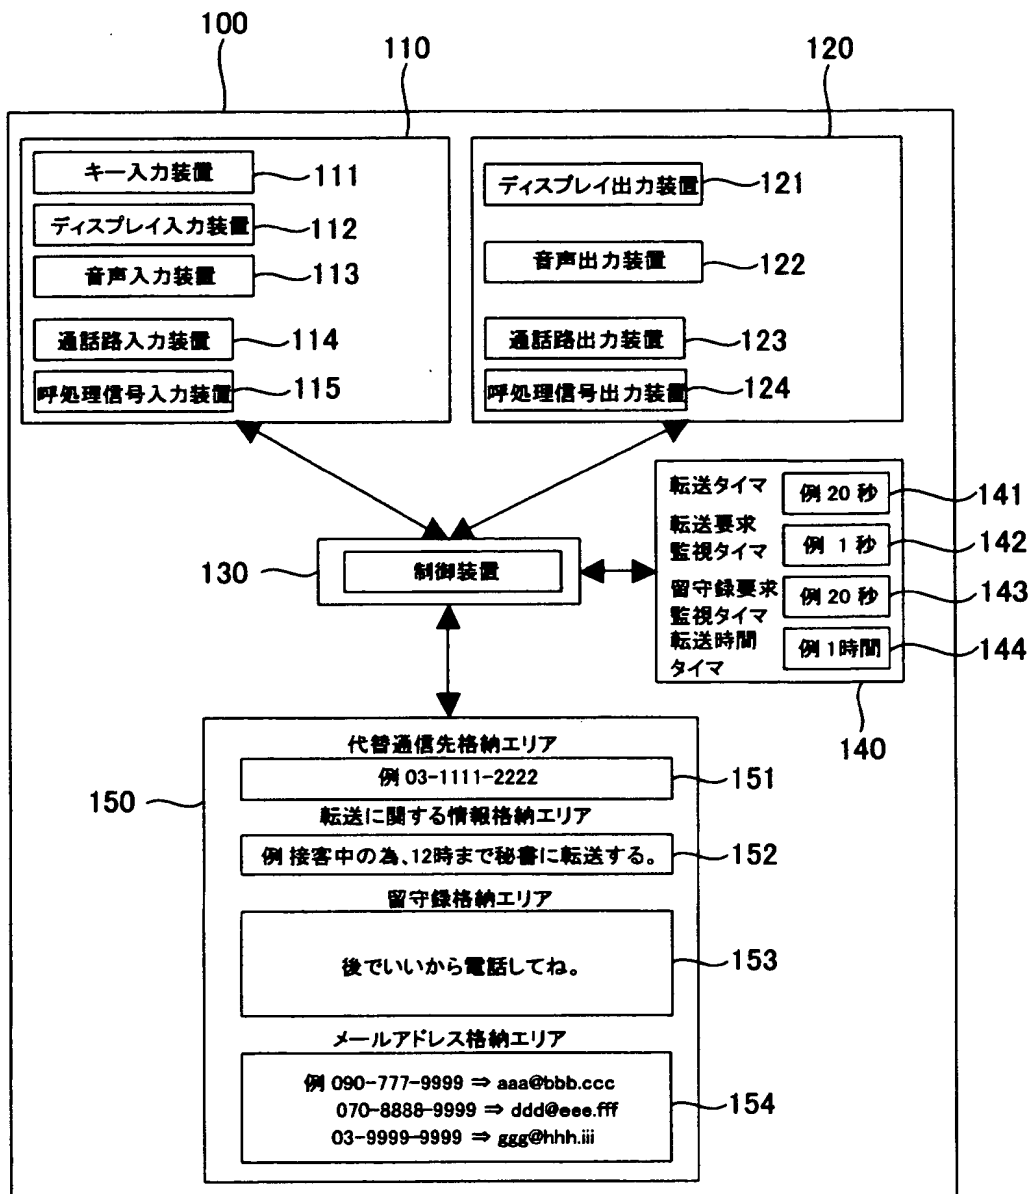 100
110
120
キー入力装置
111
ディスプレイ入力装置
112
音声入力装置
113
通話路入力装置
114
呼処理信号入力装置
115
ディスプレイ出力装置
121
音声出力装置
122
通話路出力装置
123
呼処理信号出力装置
124
130
制御装置
転送タイマ
例 20 秒
141
転送要求
監視タイマ
例 1 秒
142
留守録要求
監視タイマ
例 20 秒
143
転送時間
タイマ
例 1時間
144
140
150
代替通信先格納エリア
例 03-1111-2222
151
転送に関する情報格納エリア
例 接客中の為、12時まで秘書に転送する。
152
留守録格納エリア
後でいいから電話してね。
153
メールアドレス格納エリア
例 090-777-9999 ⇒ aaa@bbb.ccc
070-8888-9999 ⇒ ddd@eee.fff
03-9999-9999 ⇒ ggg@hhh.iii
154